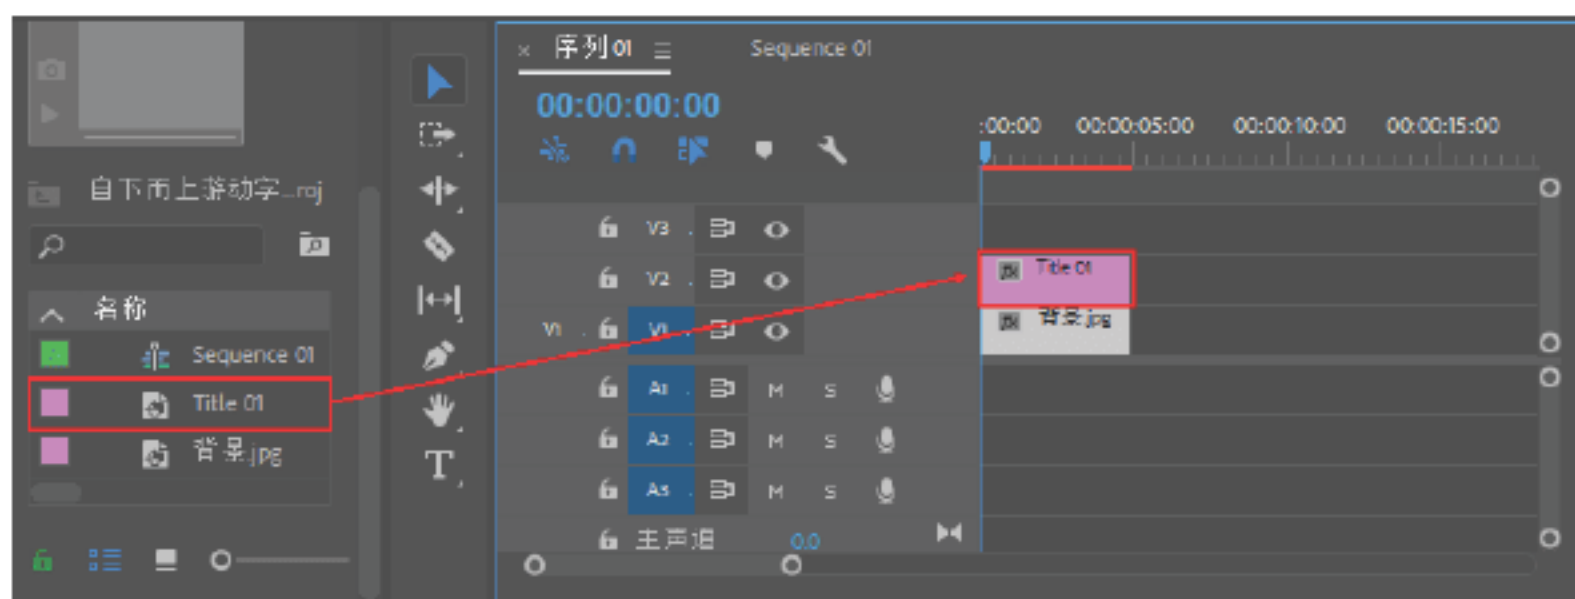 自下而上游动字...roj
名称
Sequence 01
Title 01
背景.jpg
× 序列 01 ☰ Sequence 01
00:00:00:00
:00:00 00:00:05:00 00:00:10:00 00:00:15:00
V3
V2
Title 01
V1 V1
背景.jpg
A1 M S
A2 M S
A3 M S
主声道 0.0
T